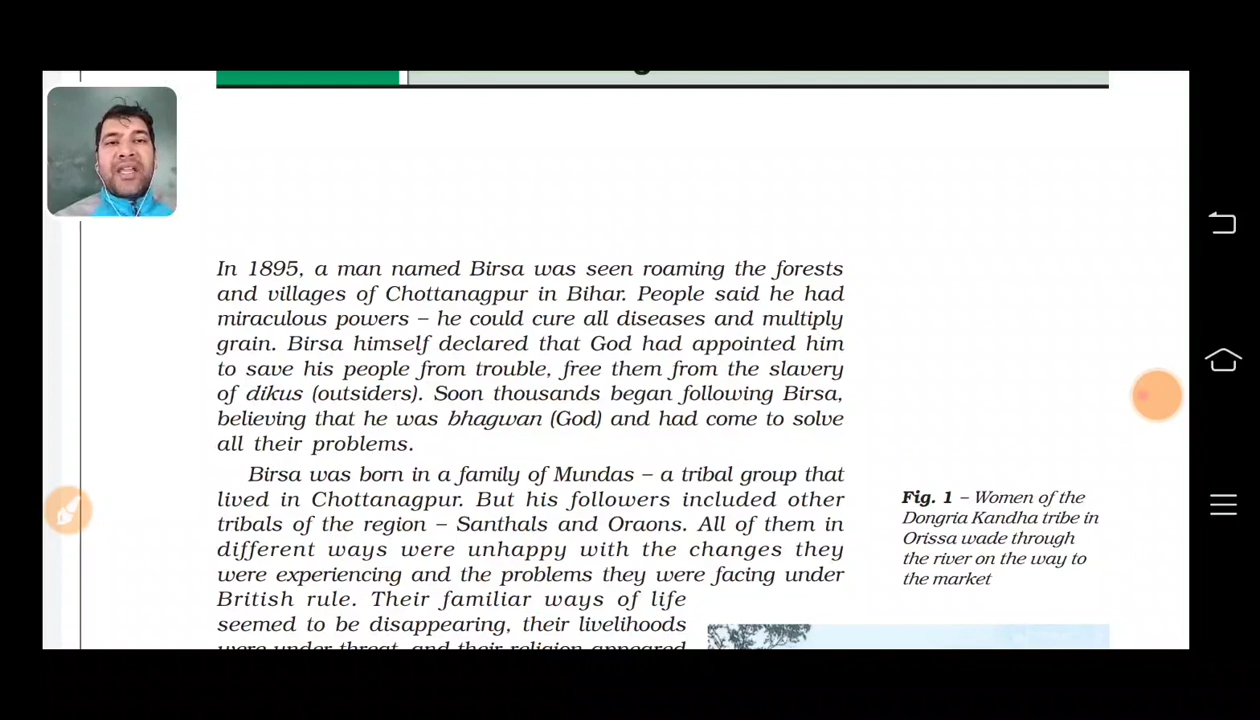 In 1895, a man named Birsa was seen roaming the forests
and villages of Chottanagpur in Bihar. People said he had
miraculous powers – he could cure all diseases and multiply
grain. Birsa himself declared that God had appointed him
to save his people from trouble, free them from the slavery
of dikus (outsiders). Soon thousands began following Birsa,
believing that he was bhagwan (God) and had come to solve
all their problems.
Birsa was born in a family of Mundas – a tribal group that
lived in Chottanagpur. But his followers included other
tribals of the region – Santhals and Oraons. All of them in
different ways were unhappy with the changes they
were experiencing and the problems they were facing under
British rule. Their familiar ways of life
seemed to be disappearing, their livelihoods
were under threat, and their religion appeared
Fig. 1 – Women of the
Dongria Kandha tribe in
Orissa wade through
the river on the way to
the market